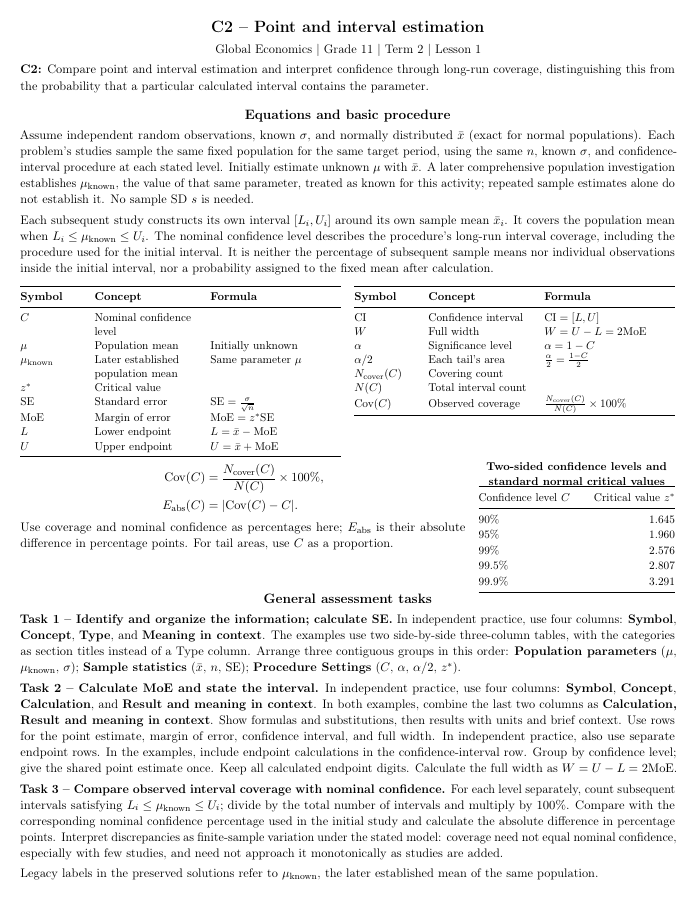 C2 – Point and interval estimation
Global Economics | Grade 11 | Term 2 | Lesson 1
C2: Compare point and interval estimation and interpret confidence through long-run coverage, distinguishing this from
the probability that a particular calculated interval contains the parameter.
Equations and basic procedure
Assume independent random observations, known σ, and normally distributed x̄ (exact for normal populations). Each
problem's studies sample the same fixed population for the same target period, using the same n, known σ, and confidence-
interval procedure at each stated level. Initially estimate unknown μ with x̄. A later comprehensive population investigation
establishes μ_known, the value of that same parameter, treated as known for this activity; repeated sample estimates alone do
not establish it. No sample SD s is needed.
Each subsequent study constructs its own interval [L_i, U_i] around its own sample mean x̄_i. It covers the population mean
when L_i ≤ μ_known ≤ U_i. The nominal confidence level describes the procedure's long-run interval coverage, including the
procedure used for the initial interval. It is neither the percentage of subsequent sample means nor individual observations
inside the initial interval, nor a probability assigned to the fixed mean after calculation.
Symbol Concept Formula
C Nominal confidence
level
μ Population mean Initially unknown
μ_known Later established Same parameter μ
population mean
z* Critical value
SE Standard error SE = σ/√n
MoE Margin of error MoE = z*SE
L Lower endpoint L = x̄ − MoE
U Upper endpoint U = x̄ + MoE
Symbol Concept Formula
CI Confidence interval CI = [L, U]
W Full width W = U − L = 2MoE
α Significance level α = 1 − C
α/2 Each tail's area α/2 = (1−C)/2
N_cover(C) Covering count
N(C) Total interval count
Cov(C) Observed coverage N_cover(C)/N(C) × 100%
Cov(C) = N_cover(C)/N(C) × 100%,
E_abs(C) = |Cov(C) − C|.
Use coverage and nominal confidence as percentages here; E_abs is their absolute
difference in percentage points. For tail areas, use C as a proportion.
Two-sided confidence levels and
standard normal critical values
Confidence level C Critical value z*
90% 1.645
95% 1.960
99% 2.576
99.5% 2.807
99.9% 3.291
General assessment tasks
Task 1 – Identify and organize the information; calculate SE. In independent practice, use four columns: Symbol,
Concept, Type, and Meaning in context. The examples use two side-by-side three-column tables, with the categories
as section titles instead of a Type column. Arrange three contiguous groups in this order: Population parameters (μ,
μ_known, σ); Sample statistics (x̄, n, SE); Procedure Settings (C, α, α/2, z*).
Task 2 – Calculate MoE and state the interval. In independent practice, use four columns: Symbol, Concept,
Calculation, and Result and meaning in context. In both examples, combine the last two columns as Calculation,
Result and meaning in context. Show formulas and substitutions, then results with units and brief context. Use rows
for the point estimate, margin of error, confidence interval, and full width. In independent practice, also use separate
endpoint rows. In the examples, include endpoint calculations in the confidence-interval row. Group by confidence level;
give the shared point estimate once. Keep all calculated endpoint digits. Calculate the full width as W = U − L = 2MoE.
Task 3 – Compare observed interval coverage with nominal confidence. For each level separately, count subsequent
intervals satisfying L_i ≤ μ_known ≤ U_i; divide by the total number of intervals and multiply by 100%. Compare with the
corresponding nominal confidence percentage used in the initial study and calculate the absolute difference in percentage
points. Interpret discrepancies as finite-sample variation under the stated model: coverage need not equal nominal confidence,
especially with few studies, and need not approach it monotonically as studies are added.
Legacy labels in the preserved solutions refer to μ_known, the later established mean of the same population.